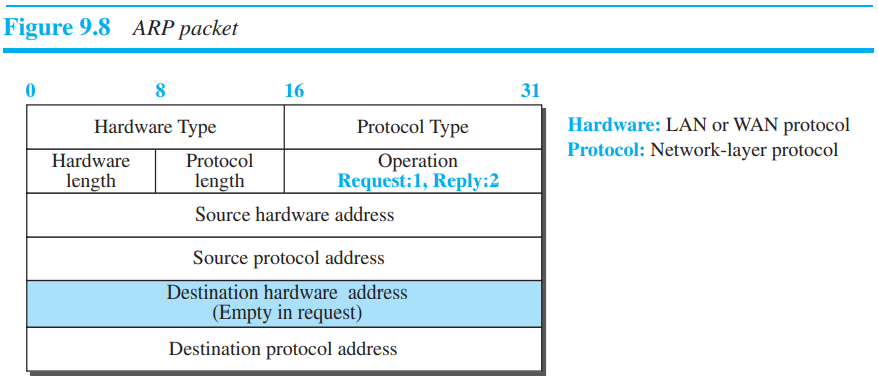 Figure 9.8 ARP packet
0 8 16 31
Hardware Type Protocol Type
Hardware length Protocol length Operation
Request:1, Reply:2
Source hardware address
Source protocol address
Destination hardware address
(Empty in request)
Destination protocol address
Hardware: LAN or WAN protocol
Protocol: Network-layer protocol